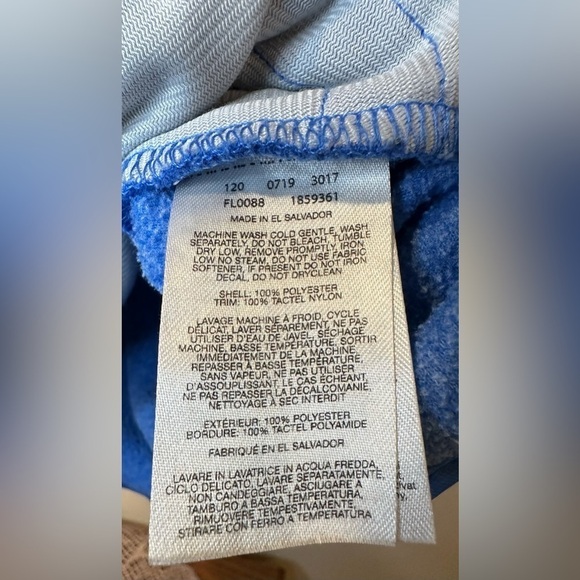 120 0719 3017
FL0088 1859361
MADE IN EL SALVADOR
MACHINE WASH COLD GENTLE, WASH
SEPARATELY, DO NOT BLEACH, TUMBLE
DRY LOW, REMOVE PROMPTLY, IRON
LOW NO STEAM, DO NOT USE FABRIC
SOFTENER, IF PRESENT DO NOT IRON
DECAL, DO NOT DRYCLEAN
SHELL: 100% POLYESTER
TRIM: 100% TACTEL NYLON
LAVAGE MACHINE À FROID, CYCLE
DÉLICAT, LAVER SÉPAREMENT, NE PAS
UTILISER D'EAU DE JAVEL, SÉCHAGE
MACHINE, BASSE TEMPÉRATURE, SORTIR
IMMÉDIATEMENT DE LA MACHINE,
REPASSER À BASSE TEMPÉRATURE,
SANS VAPEUR, NE PAS UTILISER
D'ASSOUPLISSANT, LE CAS ÉCHÉANT,
NE PAS REPASSER LA DÉCALCOMANIE,
NETTOYAGE À SEC INTERDIT
EXTÉRIEUR: 100% POLYESTER
BORDURE: 100% TACTEL POLYAMIDE
FABRIQUÉ EN EL SALVADOR
LAVARE IN LAVATRICE IN ACQUA FREDDA,
CICLO DELICATO, LAVARE SEPARATAMENTE,
NON CANDEGGIARE, ASCIUGARE A
TAMBURO A BASSA TEMPERATURA,
RIMUOVERE TEMPESTIVAMENTE,
STIRARE CON FERRO A TEMPERATURA